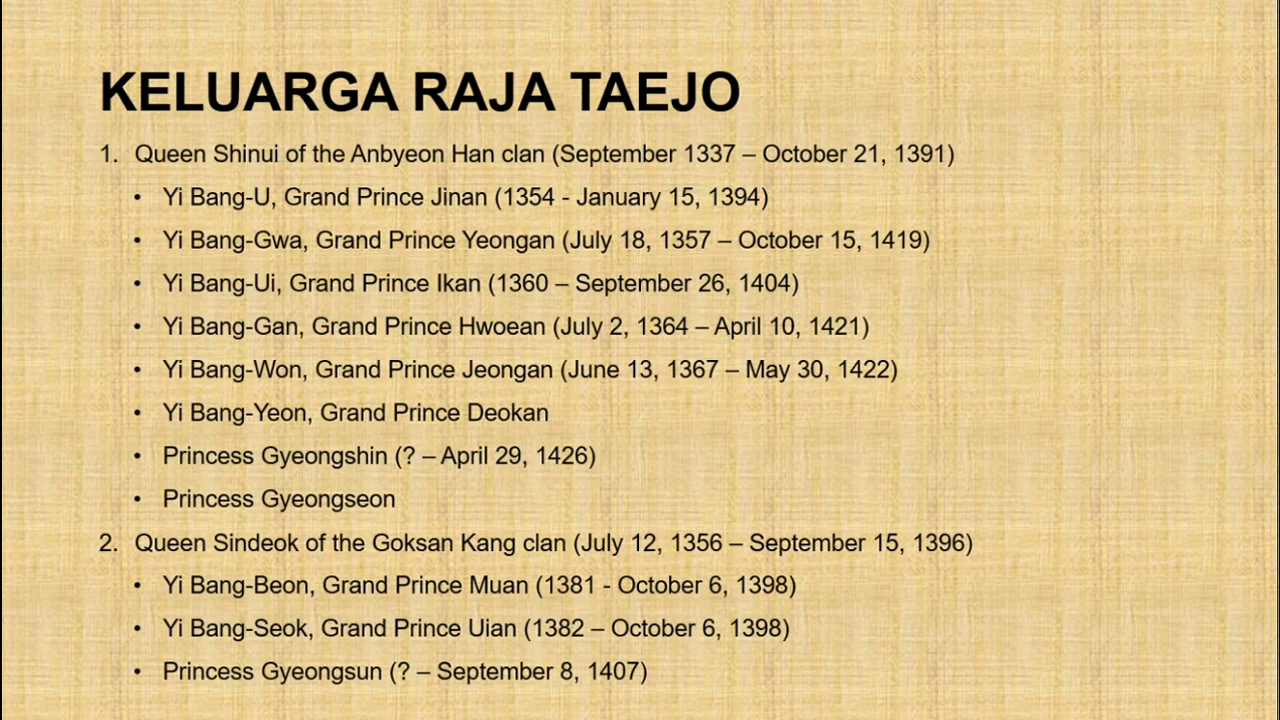 KELUARGA RAJA TAEJO
1. Queen Shinui of the Anbyeon Han clan (September 1337 – October 21, 1391)
• Yi Bang-U, Grand Prince Jinan (1354 - January 15, 1394)
• Yi Bang-Gwa, Grand Prince Yeongan (July 18, 1357 – October 15, 1419)
• Yi Bang-Ui, Grand Prince Ikan (1360 – September 26, 1404)
• Yi Bang-Gan, Grand Prince Hwoean (July 2, 1364 – April 10, 1421)
• Yi Bang-Won, Grand Prince Jeongan (June 13, 1367 – May 30, 1422)
• Yi Bang-Yeon, Grand Prince Deokan
• Princess Gyeongshin (? – April 29, 1426)
• Princess Gyeongseon
2. Queen Sindeok of the Goksan Kang clan (July 12, 1356 – September 15, 1396)
• Yi Bang-Beon, Grand Prince Muan (1381 - October 6, 1398)
• Yi Bang-Seok, Grand Prince Uian (1382 – October 6, 1398)
• Princess Gyeongsun (? – September 8, 1407)